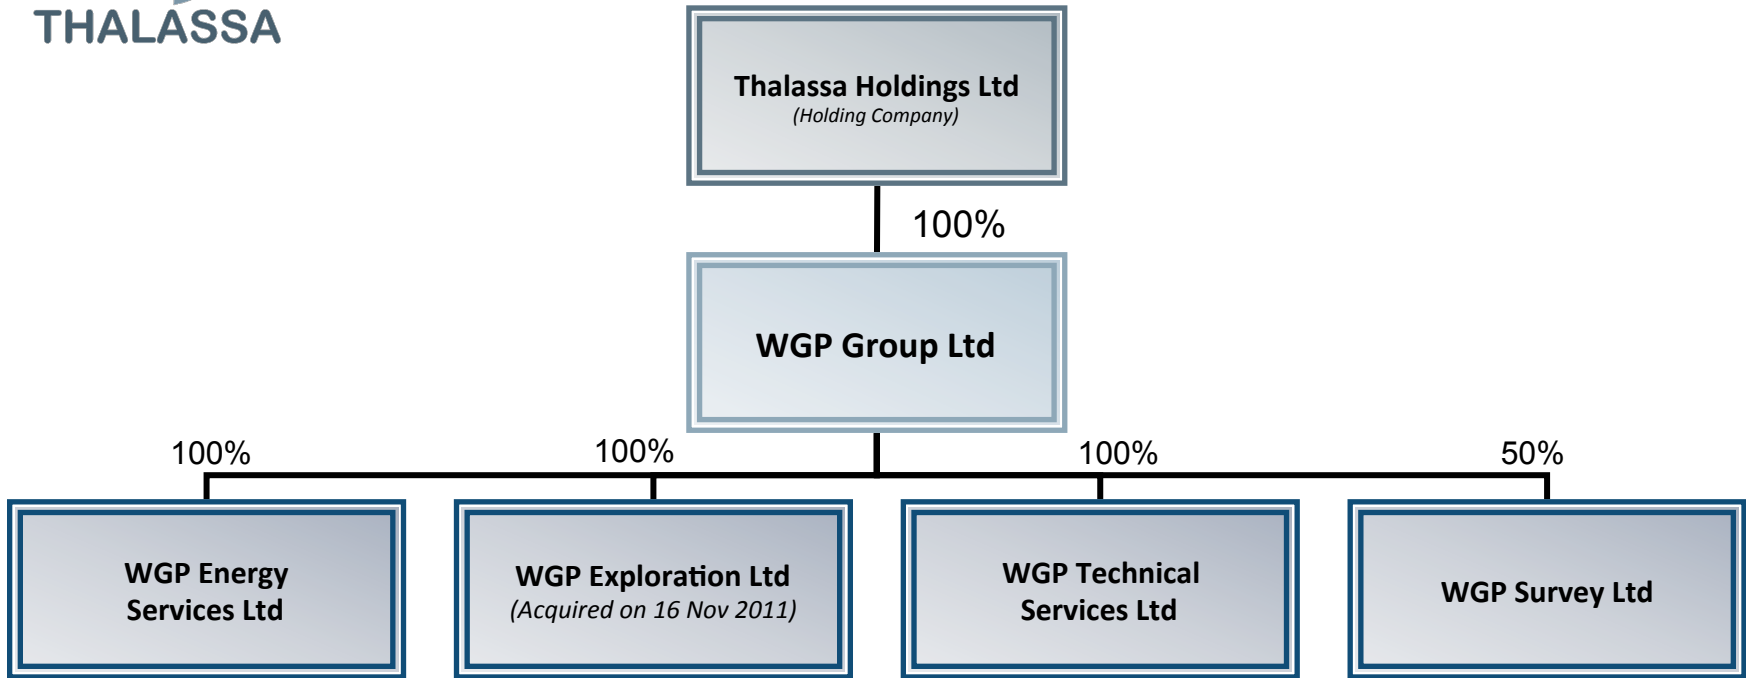 THALASSA
Thalassa Holdings Ltd
(Holding Company)
100%
WGP Group Ltd
100%
100%
100%
50%
WGP Energy
Services Ltd
WGP Exploration Ltd
(Acquired on 16 Nov 2011)
WGP Technical
Services Ltd
WGP Survey Ltd